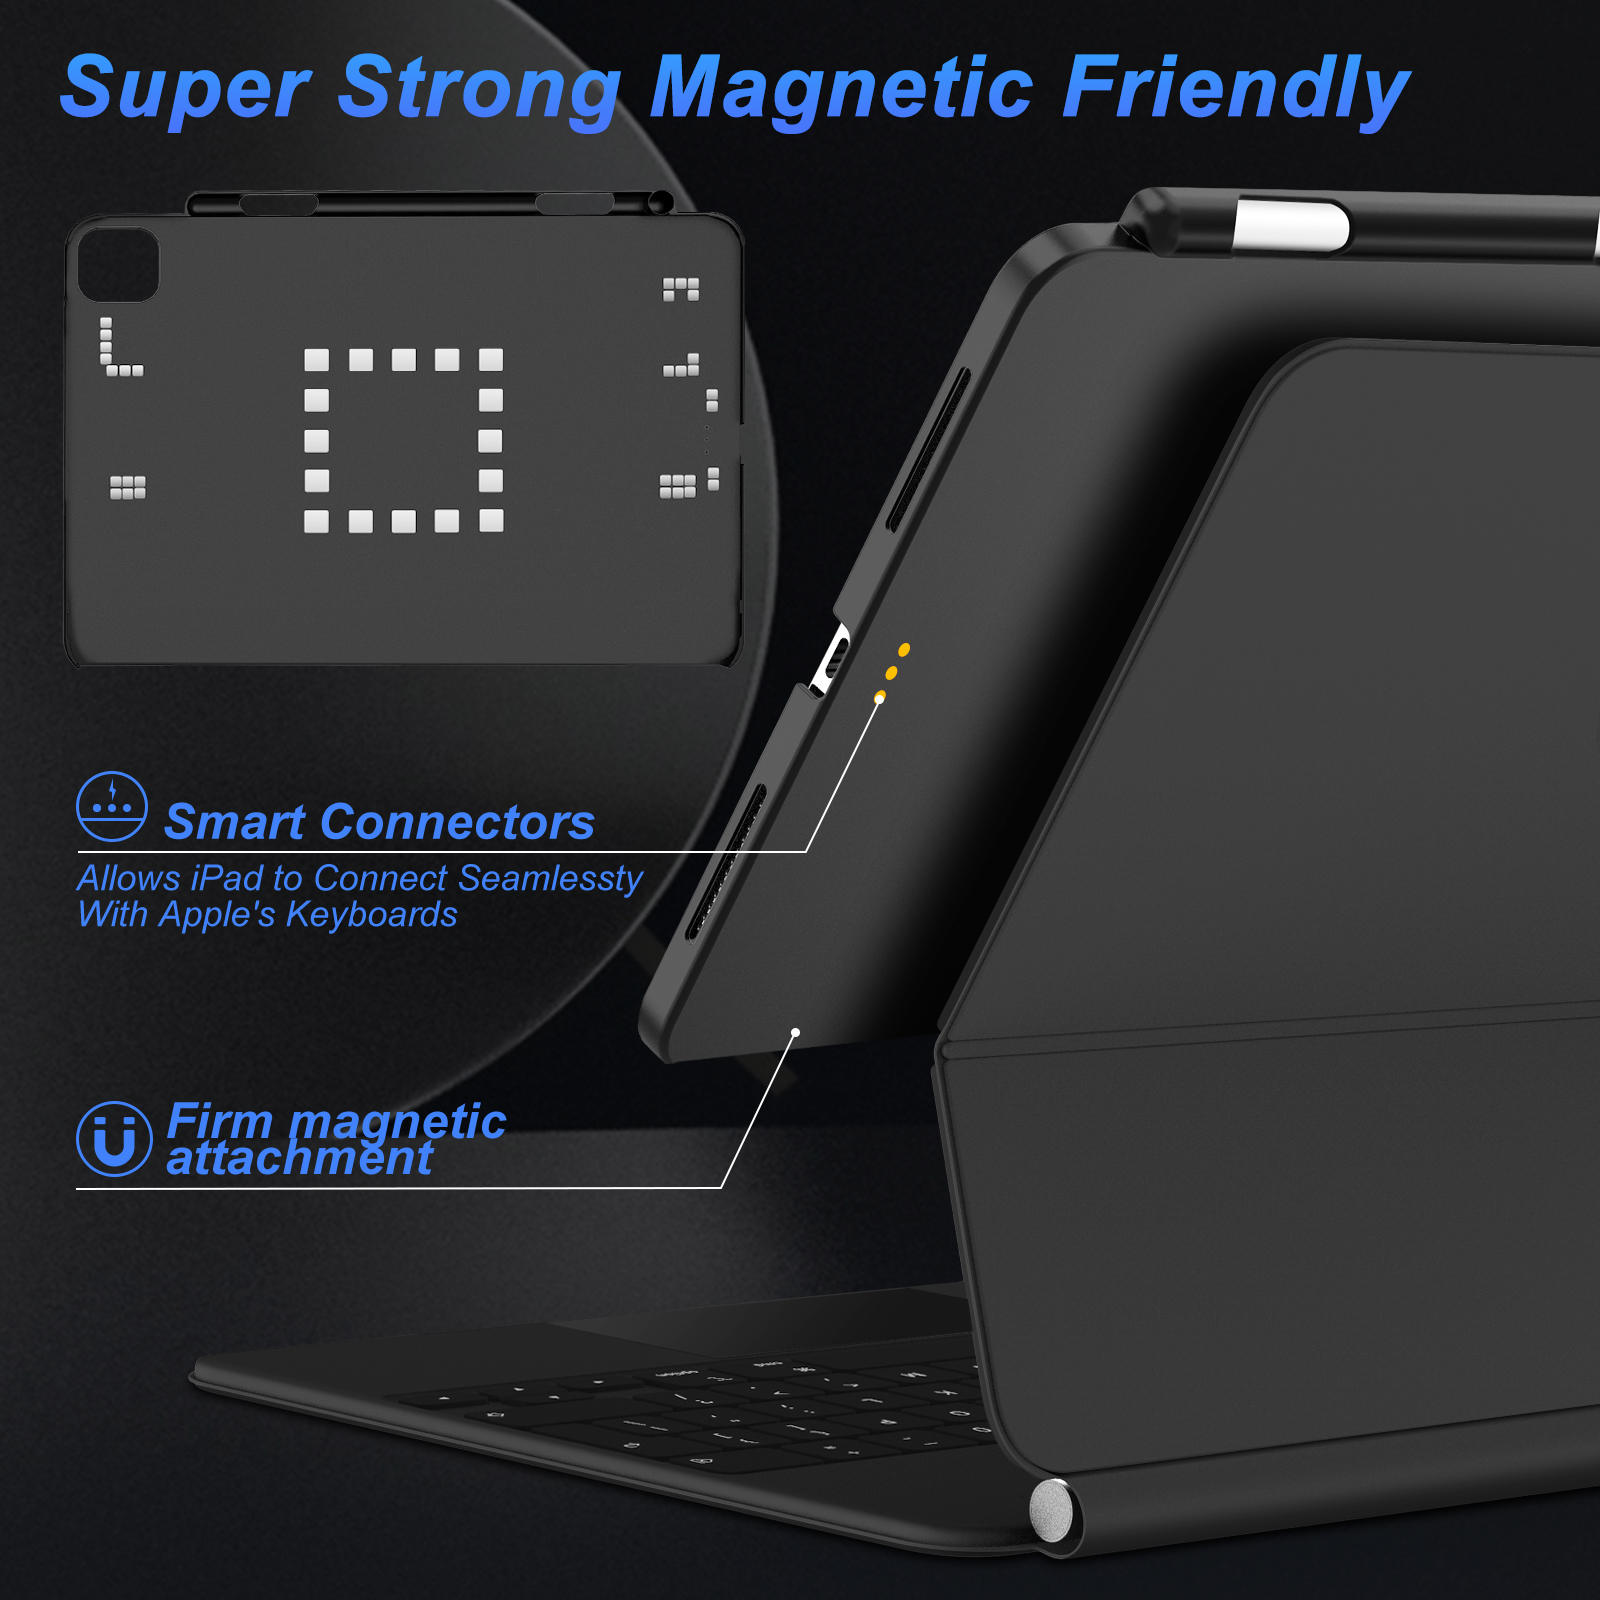 Super Strong Magnetic Friendly
Smart Connectors
Allows iPad to Connect Seamlessty
With Apple's Keyboards
Firm magnetic
attachment